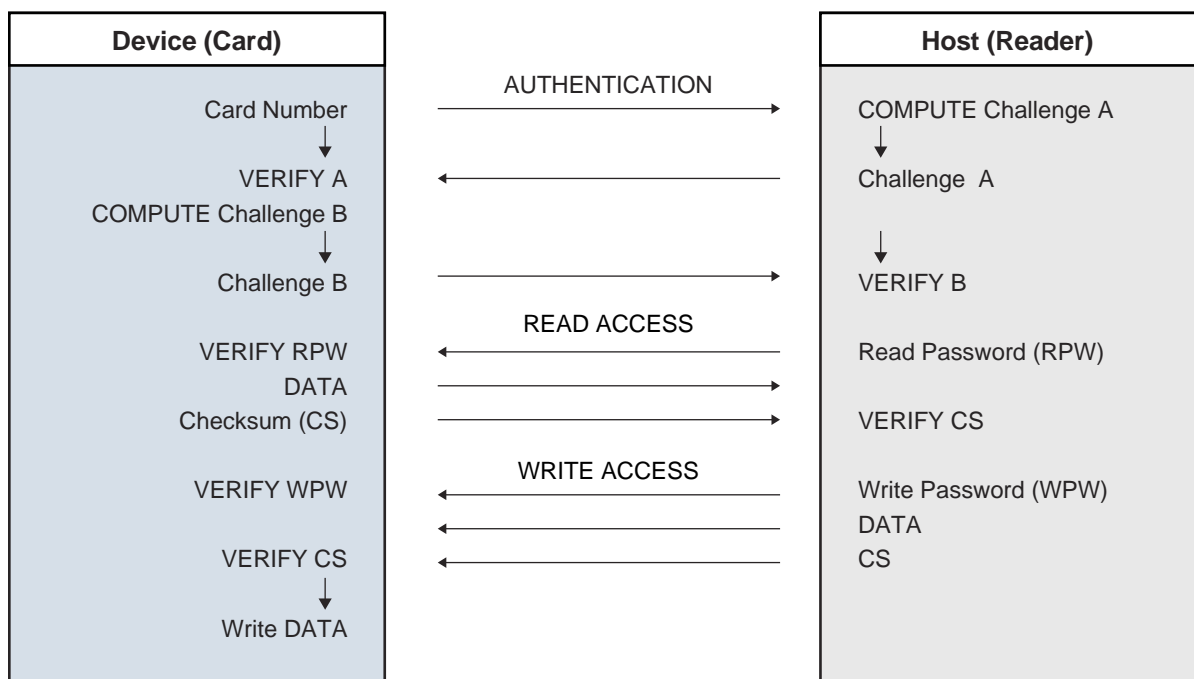 Device (Card)
Host (Reader)
AUTHENTICATION
Card Number
COMPUTE Challenge A
VERIFY A
Challenge A
COMPUTE Challenge B
Challenge B
VERIFY B
READ ACCESS
VERIFY RPW
Read Password (RPW)
DATA
Checksum (CS)
VERIFY CS
WRITE ACCESS
VERIFY WPW
Write Password (WPW)
DATA
VERIFY CS
CS
Write DATA